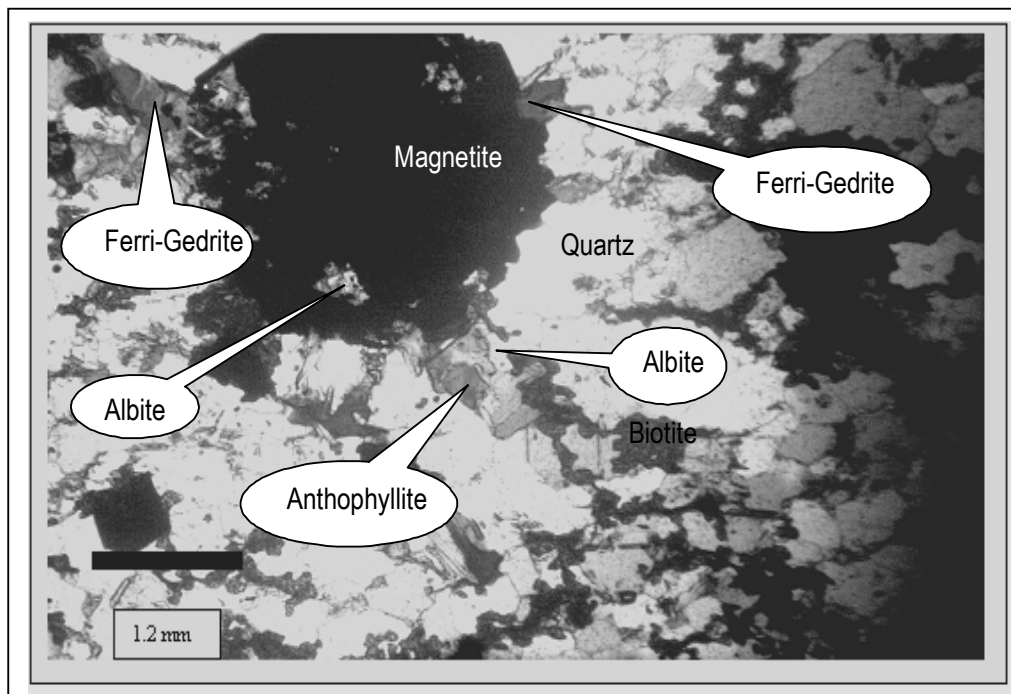 Magnetite
Ferri-Gedrite
Ferri-Gedrite
Quartz
Albite
Albite
Biotite
Anthophyllite
1.2 mm